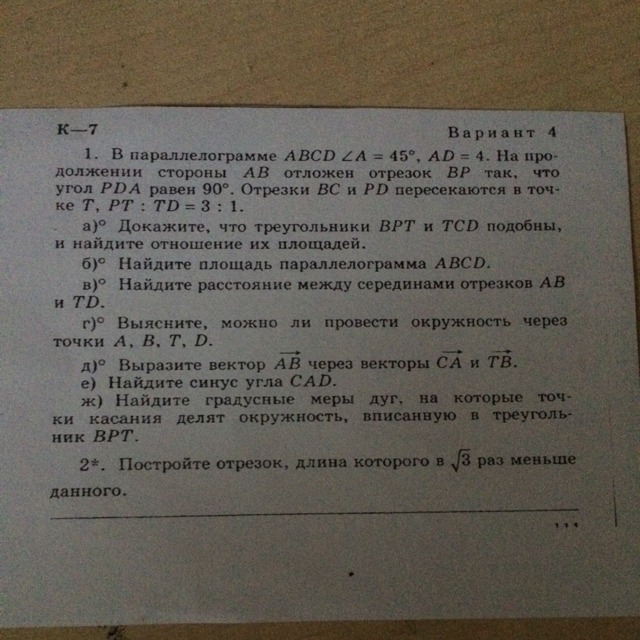 К—7
Вариант 4
1. В параллелограмме ABCD ∠A = 45°, AD = 4. На про-
должении стороны AB отложен отрезок BP так, что
угол PDA равен 90°. Отрезки BC и PD пересекаются в точ-
ке T, PT : TD = 3 : 1.
а)° Докажите, что треугольники BPT и TCD подобны,
и найдите отношение их площадей.
б)° Найдите площадь параллелограмма ABCD.
в)° Найдите расстояние между серединами отрезков AB
и TD.
г)° Выясните, можно ли провести окружность через
точки A, B, T, D.
д)° Выразите вектор \overrightarrow{AB} через векторы \overrightarrow{CA} и \overrightarrow{TB}.
е) Найдите синус угла CAD.
ж) Найдите градусные меры дуг, на которые точ-
ки касания делят окружность, вписанную в треуголь-
ник BPT.
2*. Постройте отрезок, длина которого в √3 раз меньше
данного.